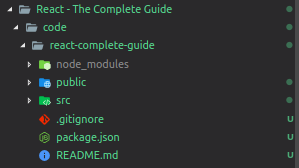 React - The Complete Guide
code
react-complete-guide
node_modules
public
src
.gitignore U
package.json U
README.md U